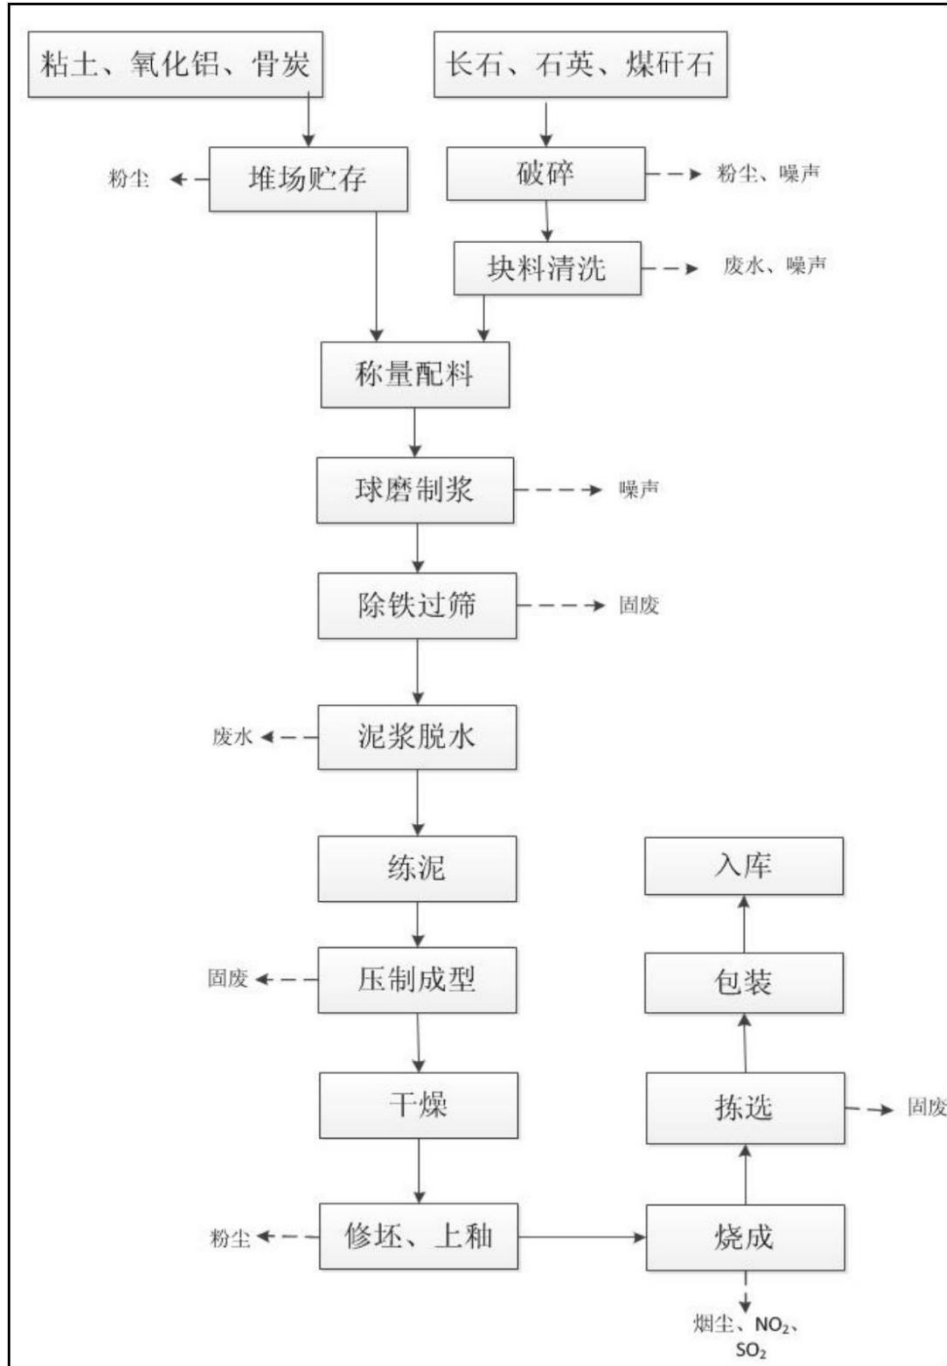 粘土、氧化铝、骨炭
长石、石英、煤矸石
粉尘
堆场贮存
破碎
粉尘、噪声
块料清洗
废水、噪声
称量配料
球磨制浆
噪声
除铁过筛
固废
废水
泥浆脱水
练泥
入库
固废
压制成型
包装
干燥
拣选
固废
粉尘
修坯、上釉
烧成
烟尘、NO₂、
SO₂